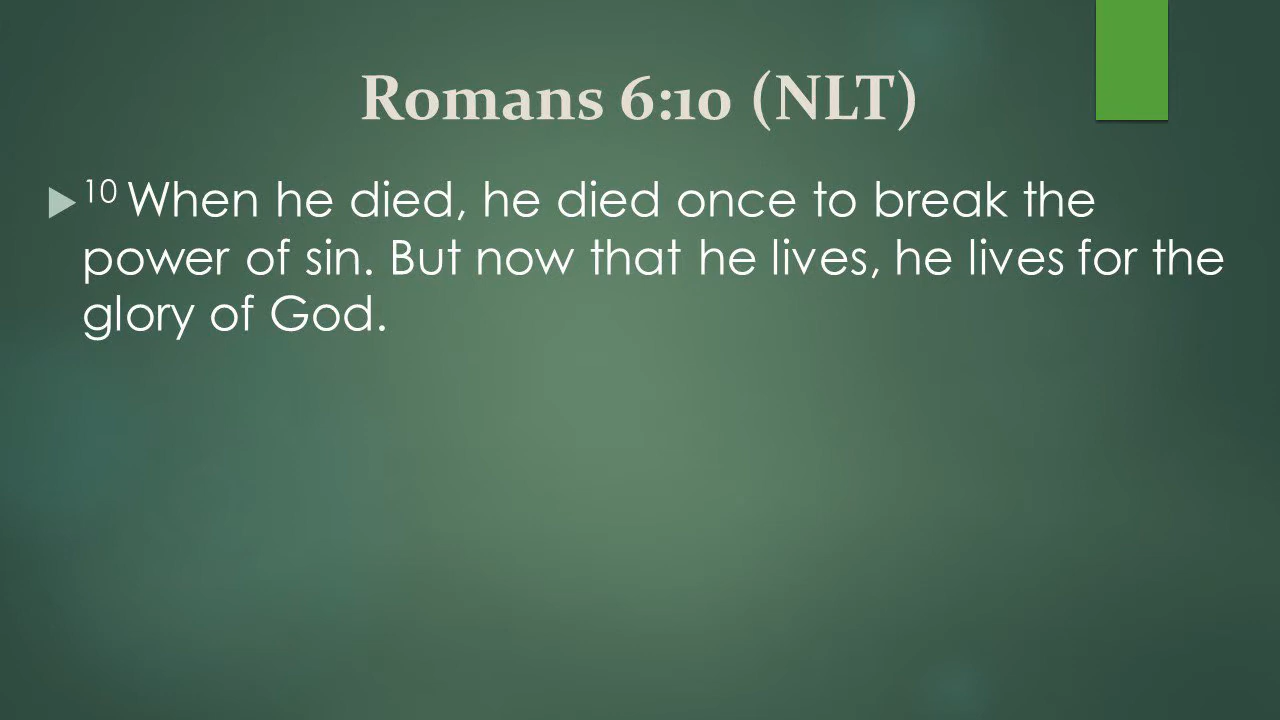 Romans 6:10 (NLT)
10 When he died, he died once to break the
power of sin. But now that he lives, he lives for the
glory of God.